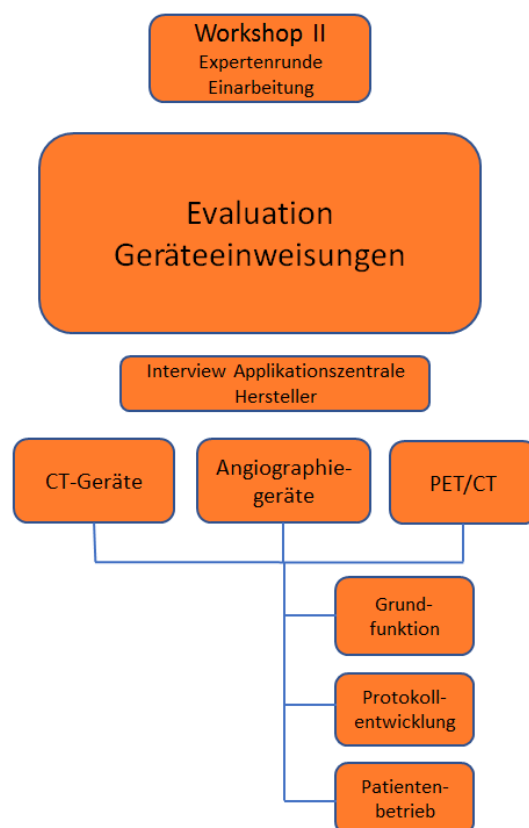 Workshop II
Expertenrunde
Einarbeitung
Evaluation
Geräteeinweisungen
Interview Applikationszentrale
Hersteller
CT-Geräte
Angiographie-
geräte
PET/CT
Grund-
funktion
Protokoll-
entwicklung
Patienten-
betrieb